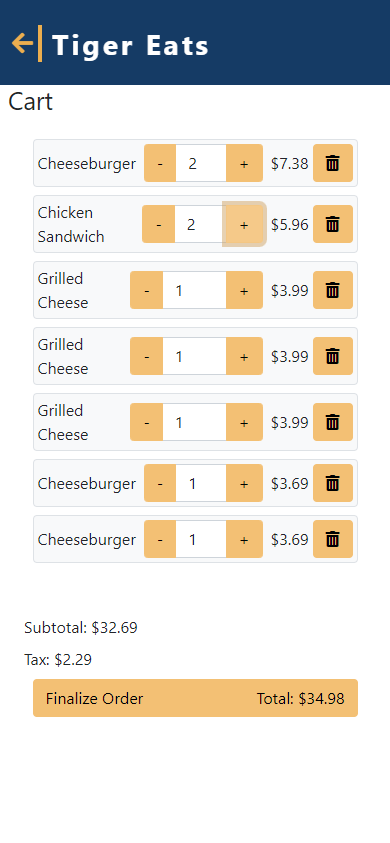 Tiger Eats
Cart
Cheeseburger - 2 + $7.38
Chicken
Sandwich - 2 + $5.96
Grilled
Cheese - 1 + $3.99
Grilled
Cheese - 1 + $3.99
Grilled
Cheese - 1 + $3.99
Cheeseburger - 1 + $3.69
Cheeseburger - 1 + $3.69
Subtotal: $32.69
Tax: $2.29
Finalize Order Total: $34.98